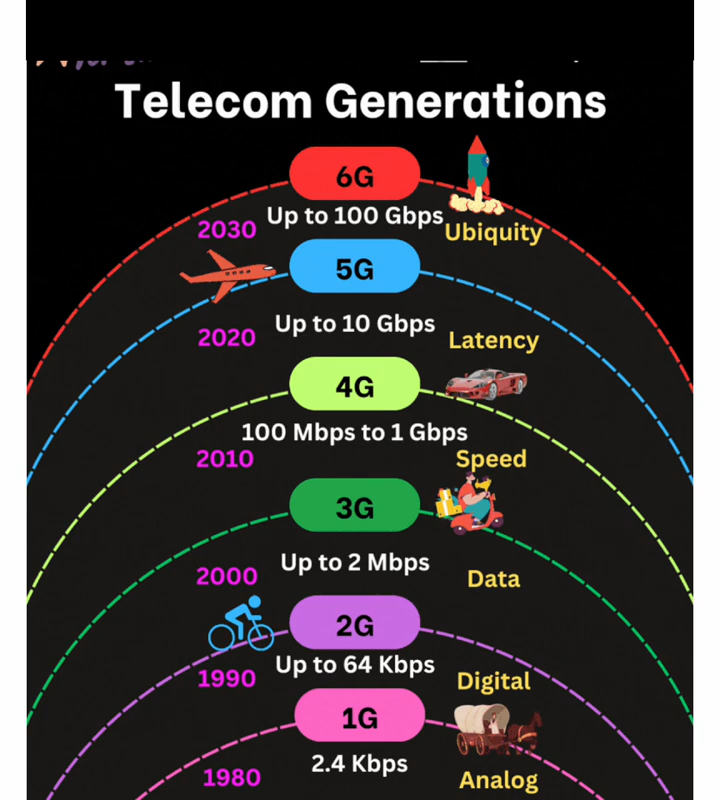 Telecom Generations
6G
Up to 100 Gbps
2030
Ubiquity
5G
Up to 10 Gbps
2020
Latency
4G
100 Mbps to 1 Gbps
2010
Speed
3G
Up to 2 Mbps
2000
Data
2G
Up to 64 Kbps
1990
Digital
1G
2.4 Kbps
1980
Analog